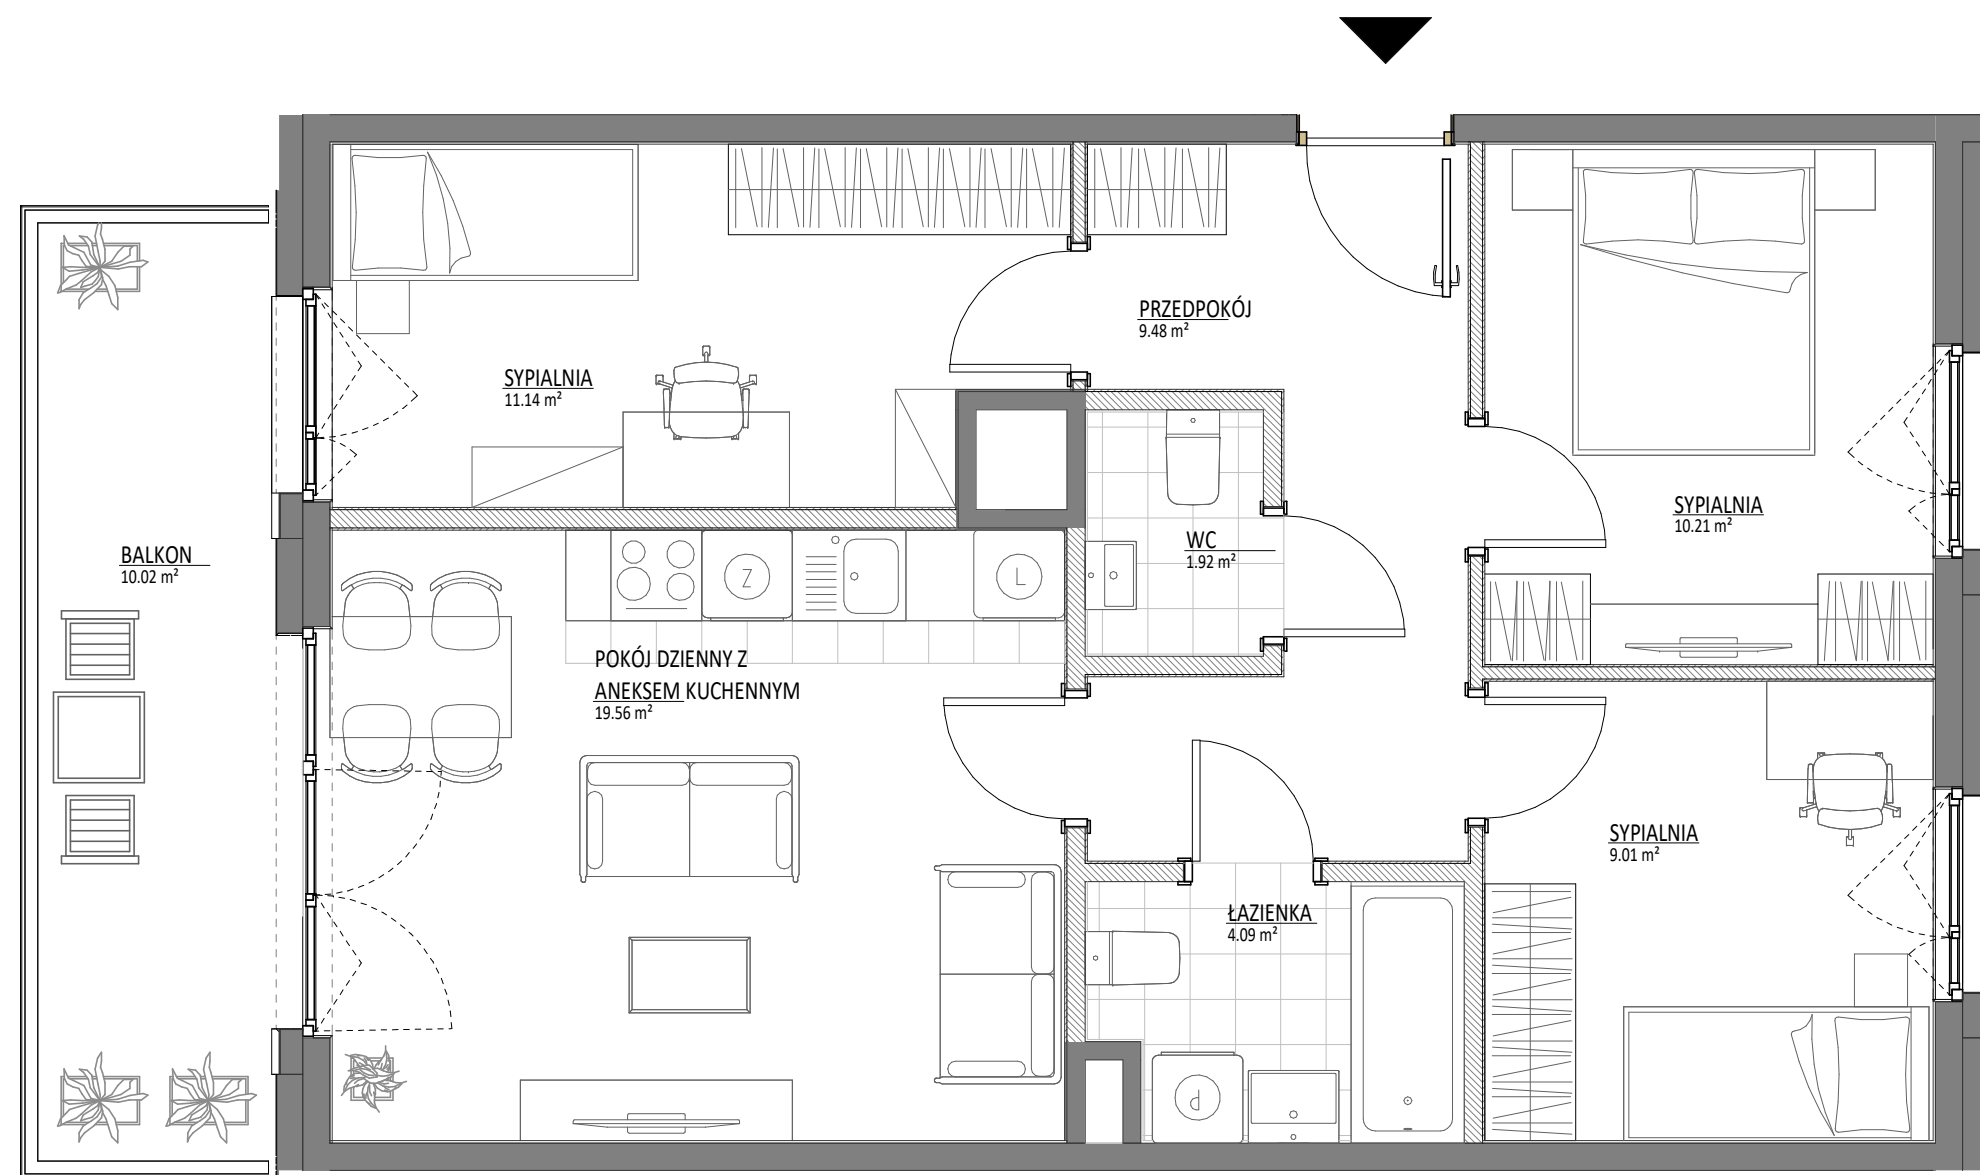 PRZEDPOKÓJ
9.48 m²
SYPIALNIA
11.14 m²
SYPIALNIA
10.21 m²
BALKON
10.02 m²
WC
1.92 m²
Z
L
POKÓJ DZIENNY Z
ANEKSEM KUCHENNYM
19.56 m²
SYPIALNIA
9.01 m²
ŁAZIENKA
4.09 m²
d